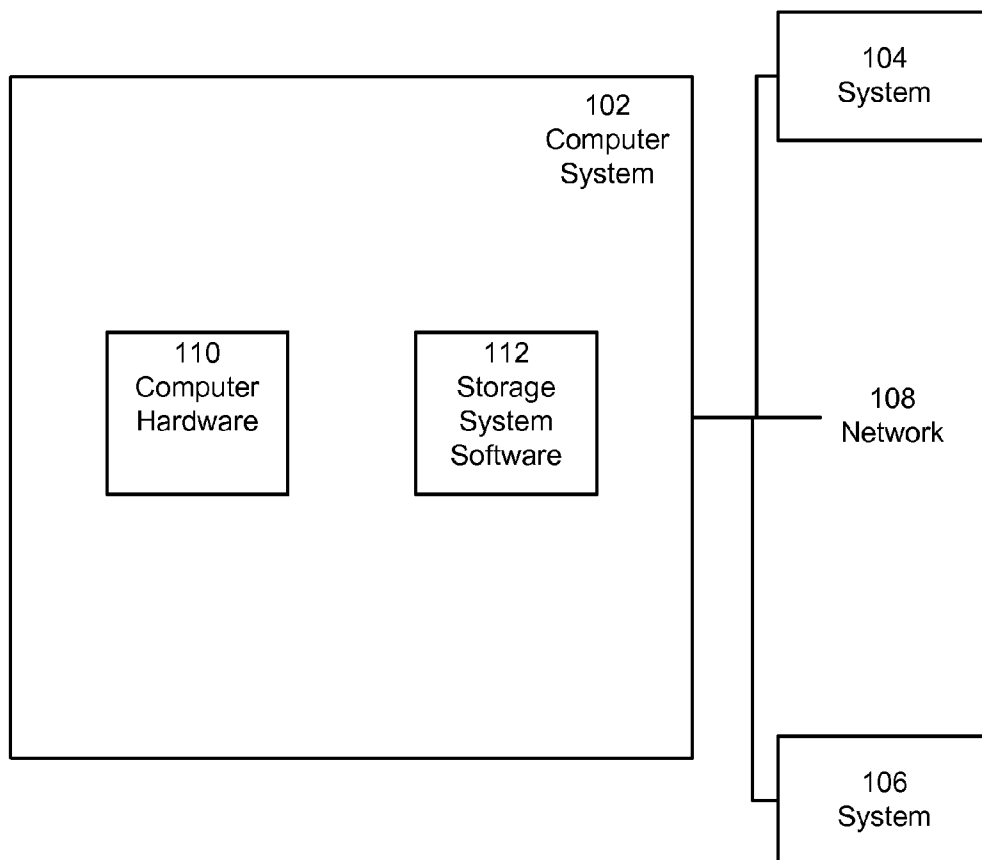 104
System
102
Computer
System
110
Computer
Hardware
112
Storage
System
Software
108
Network
106
System